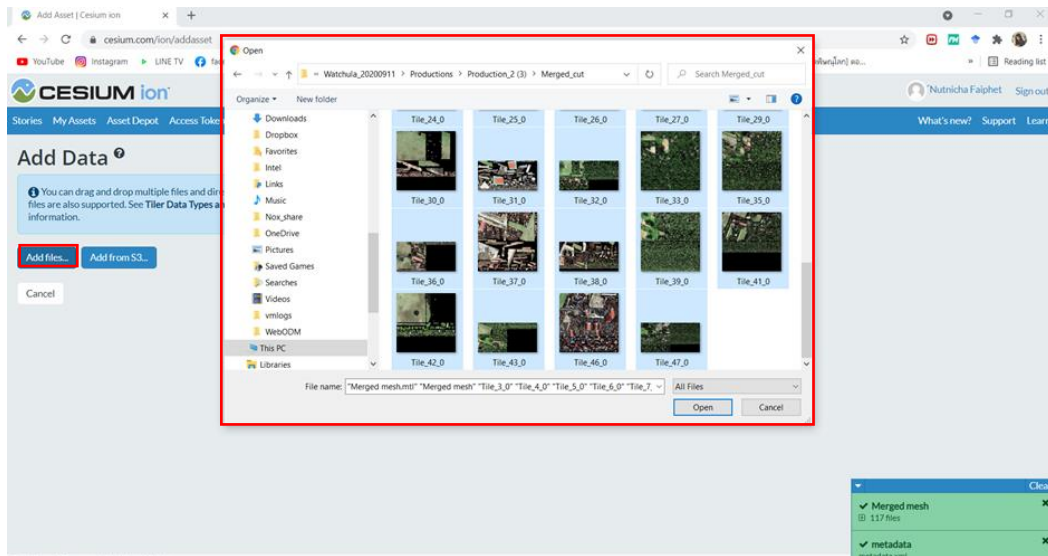 Add Asset | Cesium ion
cesium.com/ion/addasset
YouTube Instagram LINE TV
Reading list
CESIUM ion
Nutnicha Faiphet Sign out
Stories My Assets Asset Depot Access
What's new? Support Learn
Add Data
You can drag and drop multiple files and
files are also supported. See Tiler Data Types
information.
Add files... Add from S3...
Cancel
Open
« Watchula_20200911 > Productions > Production_2 (3) > Merged_cut
Search Merged_cut
Organize New folder
Downloads
Dropbox
Favorites
Intel
Links
Music
Nox_share
OneDrive
Pictures
Saved Games
Searches
Videos
vmlogs
WebODM
This PC
Libraries
Tile_24_0 Tile_25_0 Tile_26_0 Tile_27_0 Tile_29_0
Tile_30_0 Tile_31_0 Tile_32_0 Tile_33_0 Tile_35_0
Tile_36_0 Tile_37_0 Tile_38_0 Tile_39_0 Tile_41_0
Tile_42_0 Tile_43_0 Tile_46_0 Tile_47_0
File name: "Merged mesh.mtl" "Merged mesh" "Tile_3_0" "Tile_4_0" "Tile_5_0" "Tile_6_0" "Tile_7_
All Files
Open Cancel
Merged mesh
117 files
metadata